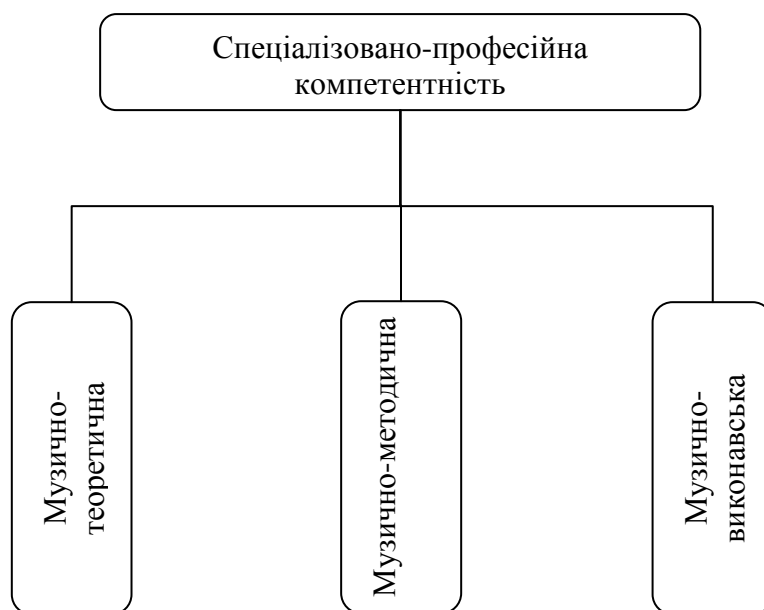 Спеціалізовано-професійна
компетентність
Музично-
теоретична
Музично-методична
Музично-
виконавська